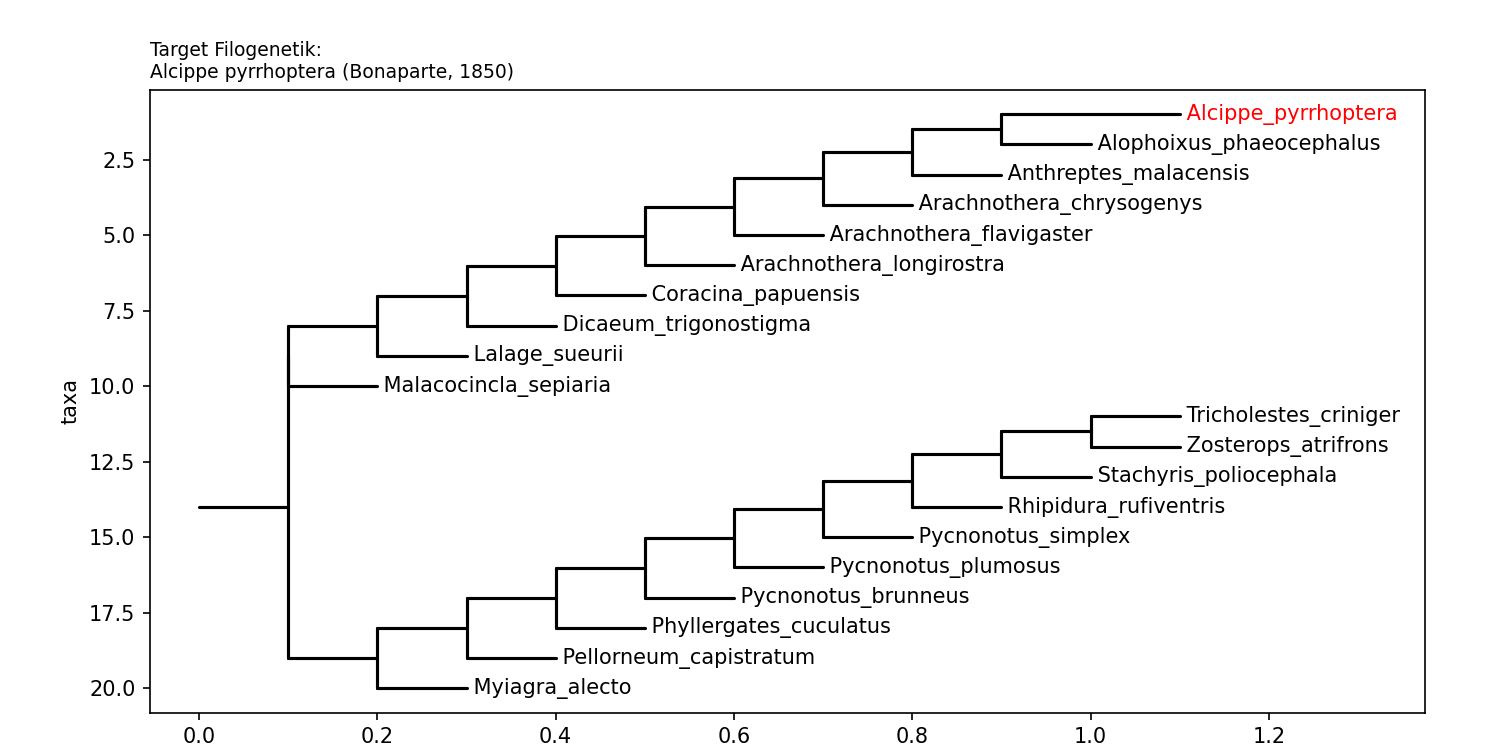 Target Filogenetik:
Alcippe pyrrhoptera (Bonaparte, 1850)
Alcippe_pyrrhoptera
Alophoixus_phaeocephalus
2.5
Anthreptes_malacensis
Arachnothera_chrysogenys
5.0
Arachnothera_flavigaster
Arachnothera_longirostra
Coracina_papuensis
7.5
Dicaeum_trigonostigma
Lalage_sueurii
10.0
Malacocincla_sepiaria
taxa
Tricholestes_criniger
Zosterops_atrifrons
12.5
Stachyris_poliocephala
Rhipidura_rufiventris
15.0
Pycnonotus_simplex
Pycnonotus_plumosus
Pycnonotus_brunneus
17.5
Phyllergates_cuculatus
Pellorneum_capistratum
20.0
Myiagra_alecto
0.0 0.2 0.4 0.6 0.8 1.0 1.2